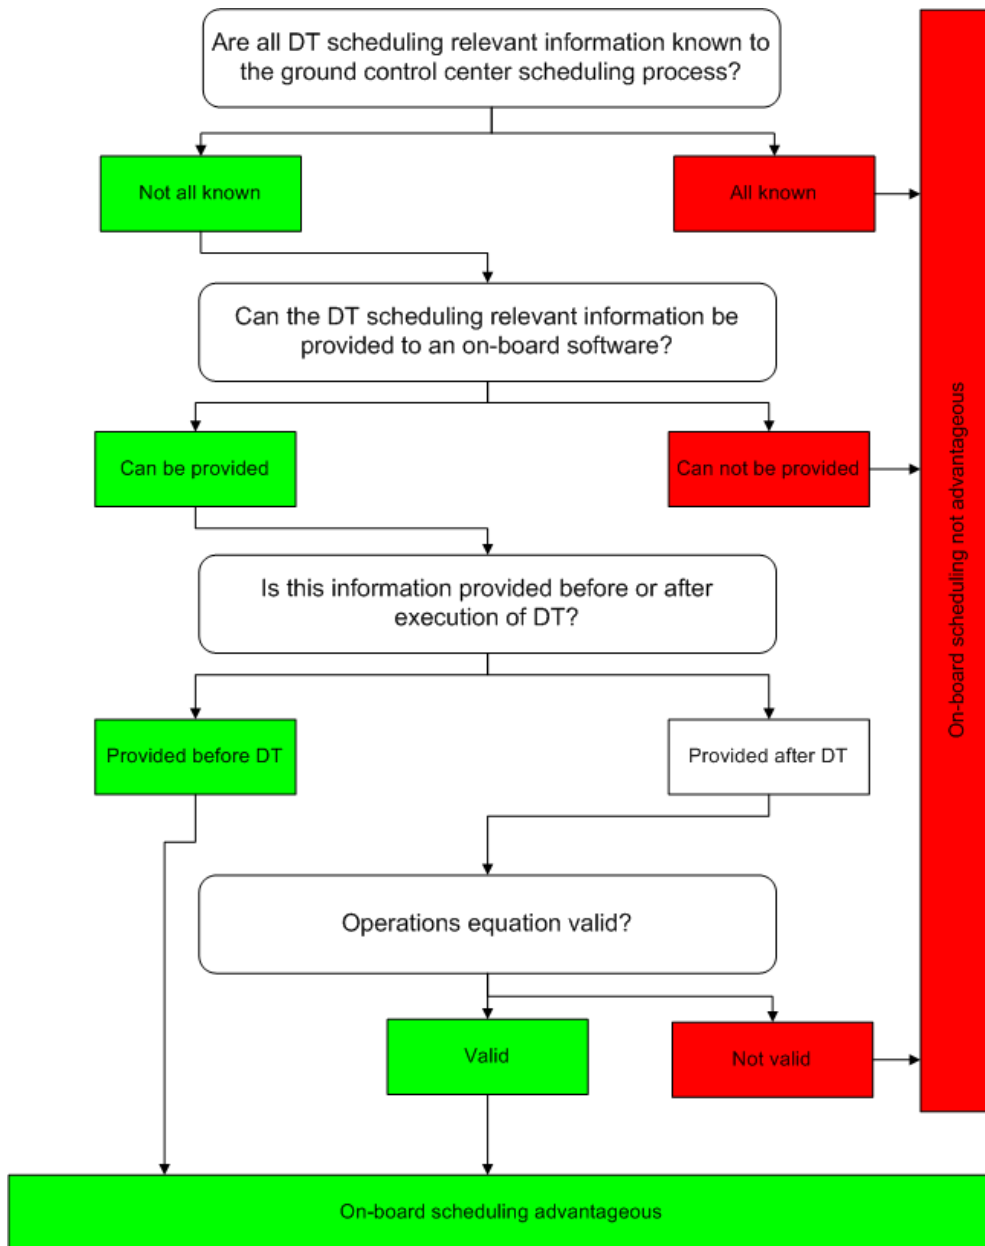 Are all DT scheduling relevant information known to
the ground control center scheduling process?
Not all known
All known
Can the DT scheduling relevant information be
provided to an on-board software?
Can be provided
Can not be provided
On-board scheduling not advantageous
Is this information provided before or after
execution of DT?
Provided before DT
Provided after DT
Operations equation valid?
Valid
Not valid
On-board scheduling advantageous